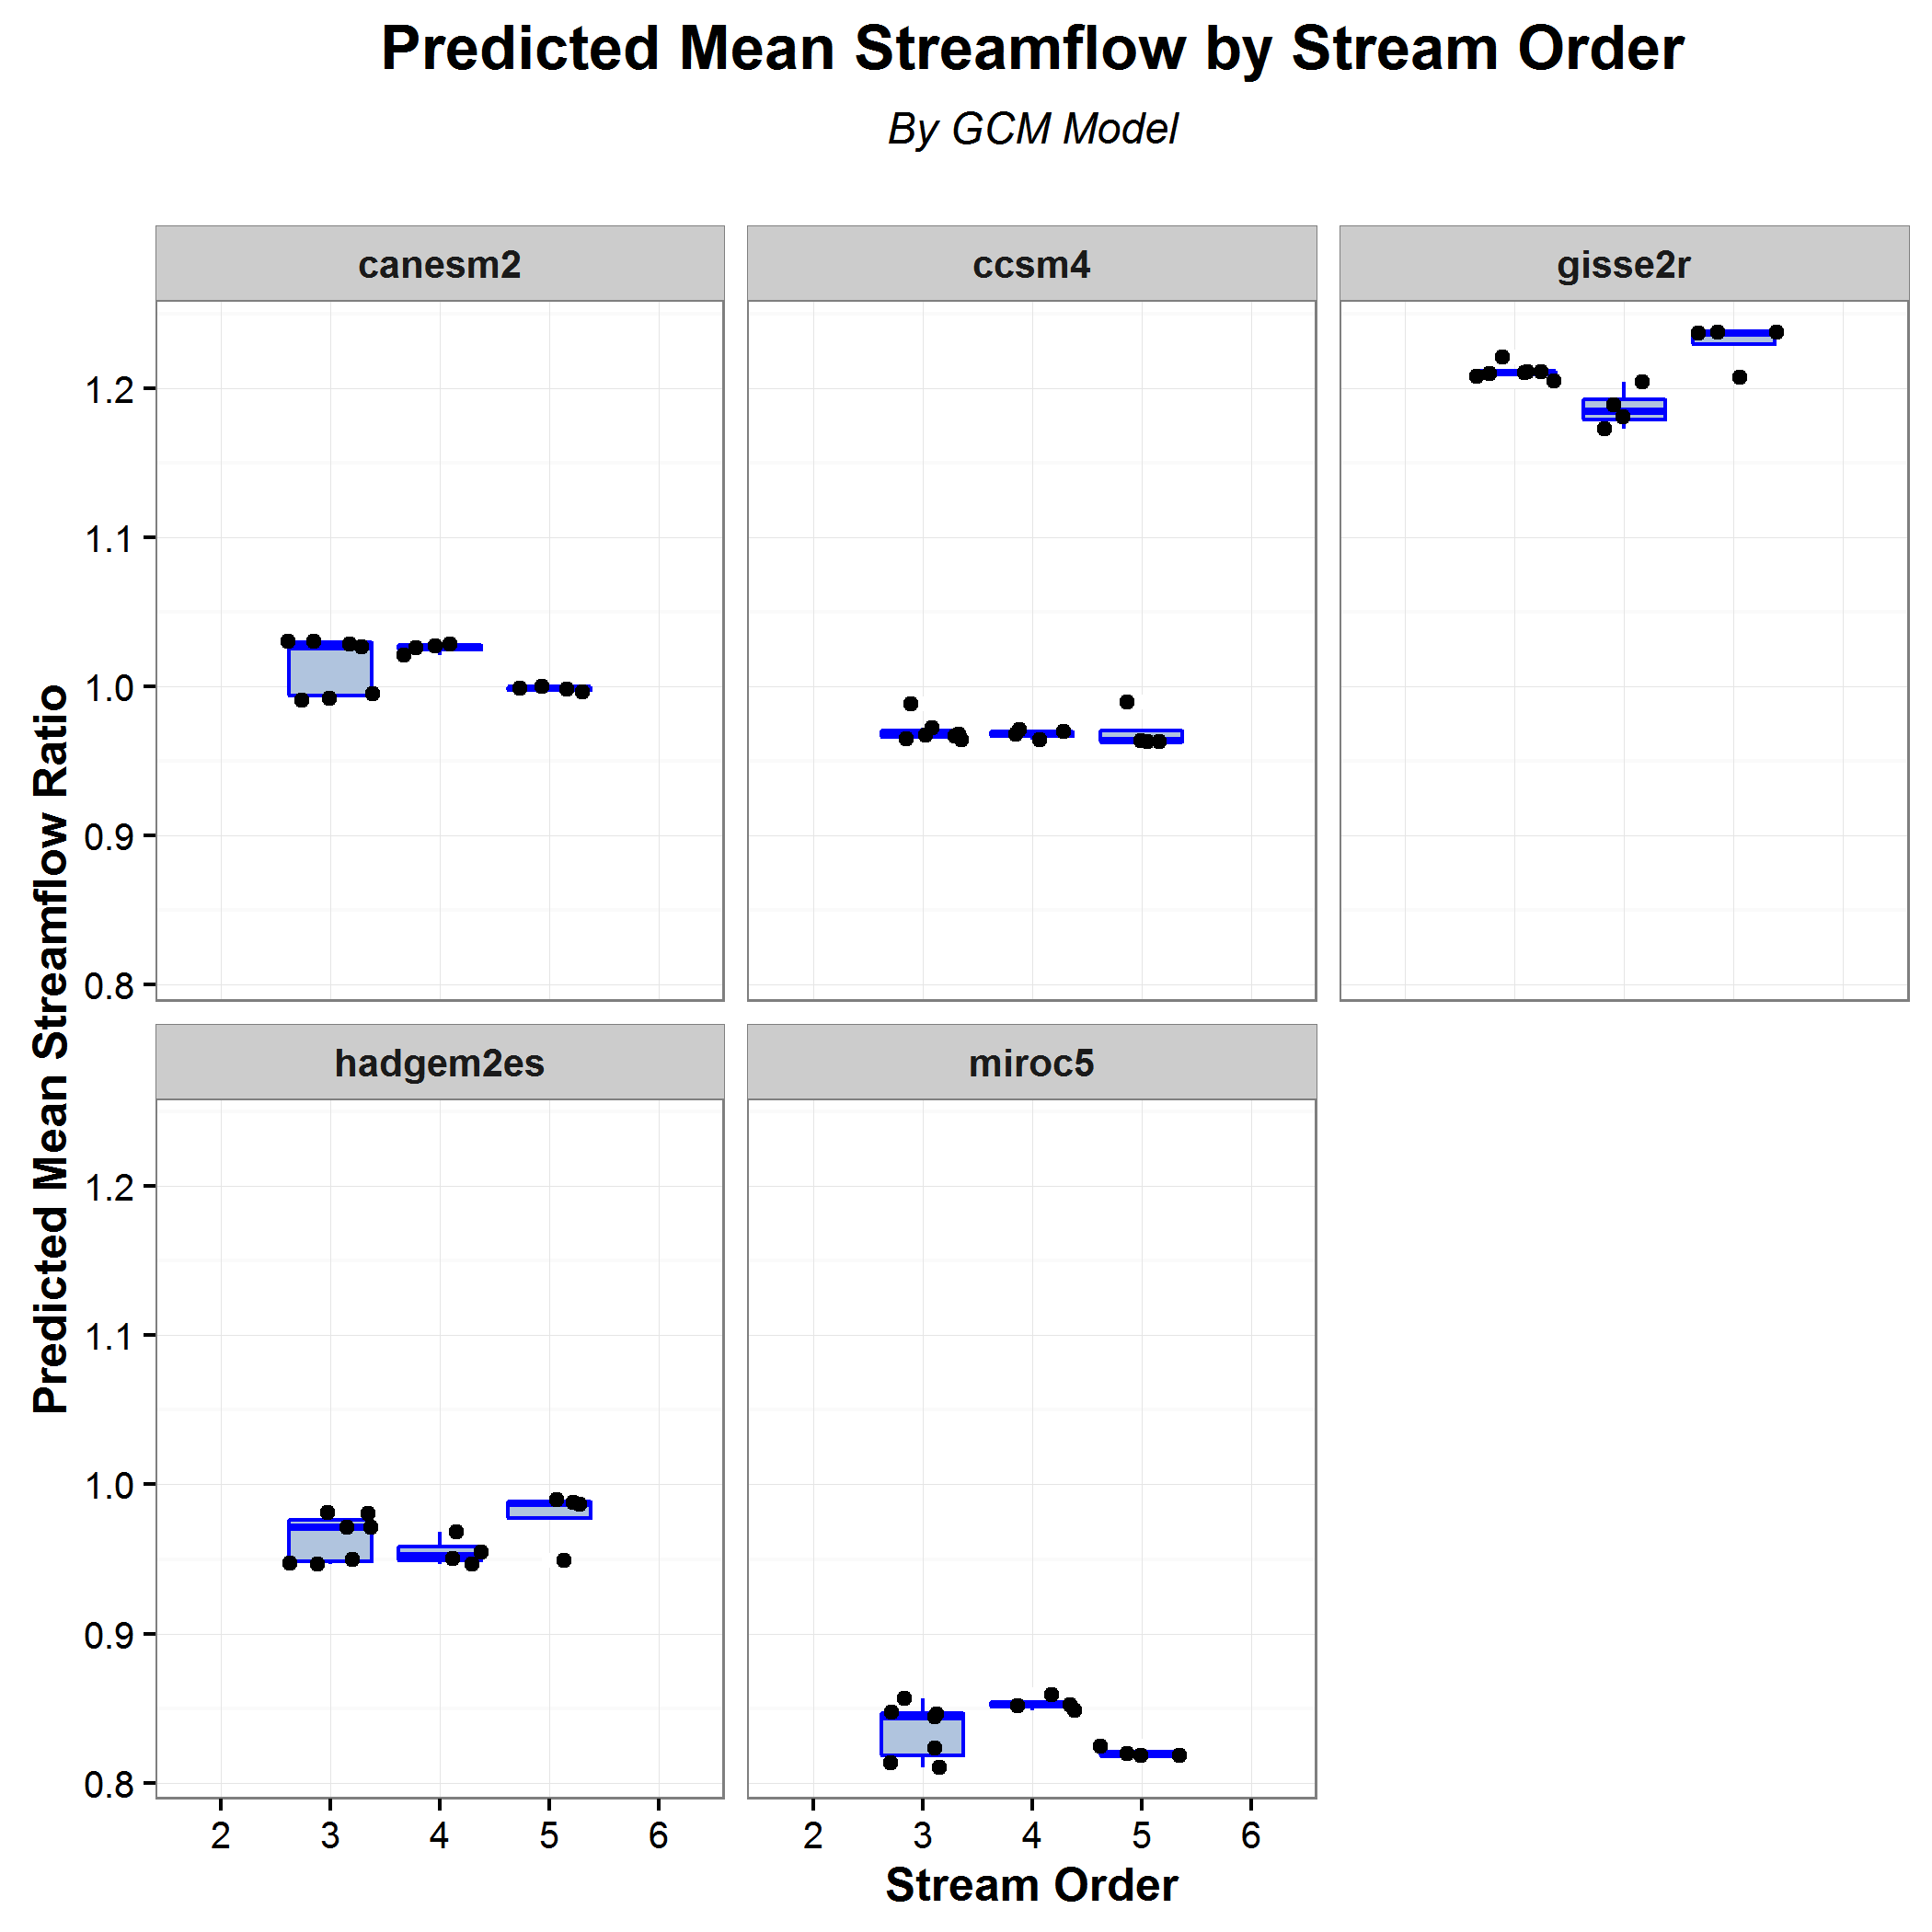 Predicted Mean Streamflow by Stream Order
By GCM Model
canesm2
ccsm4
gisse2r
1.2
1.1
1.0
0.9
0.8
Predicted Mean Streamflow Ratio
hadgem2es
miroc5
1.2
1.1
1.0
0.9
0.8
2 3 4 5 6
2 3 4 5 6
Stream Order